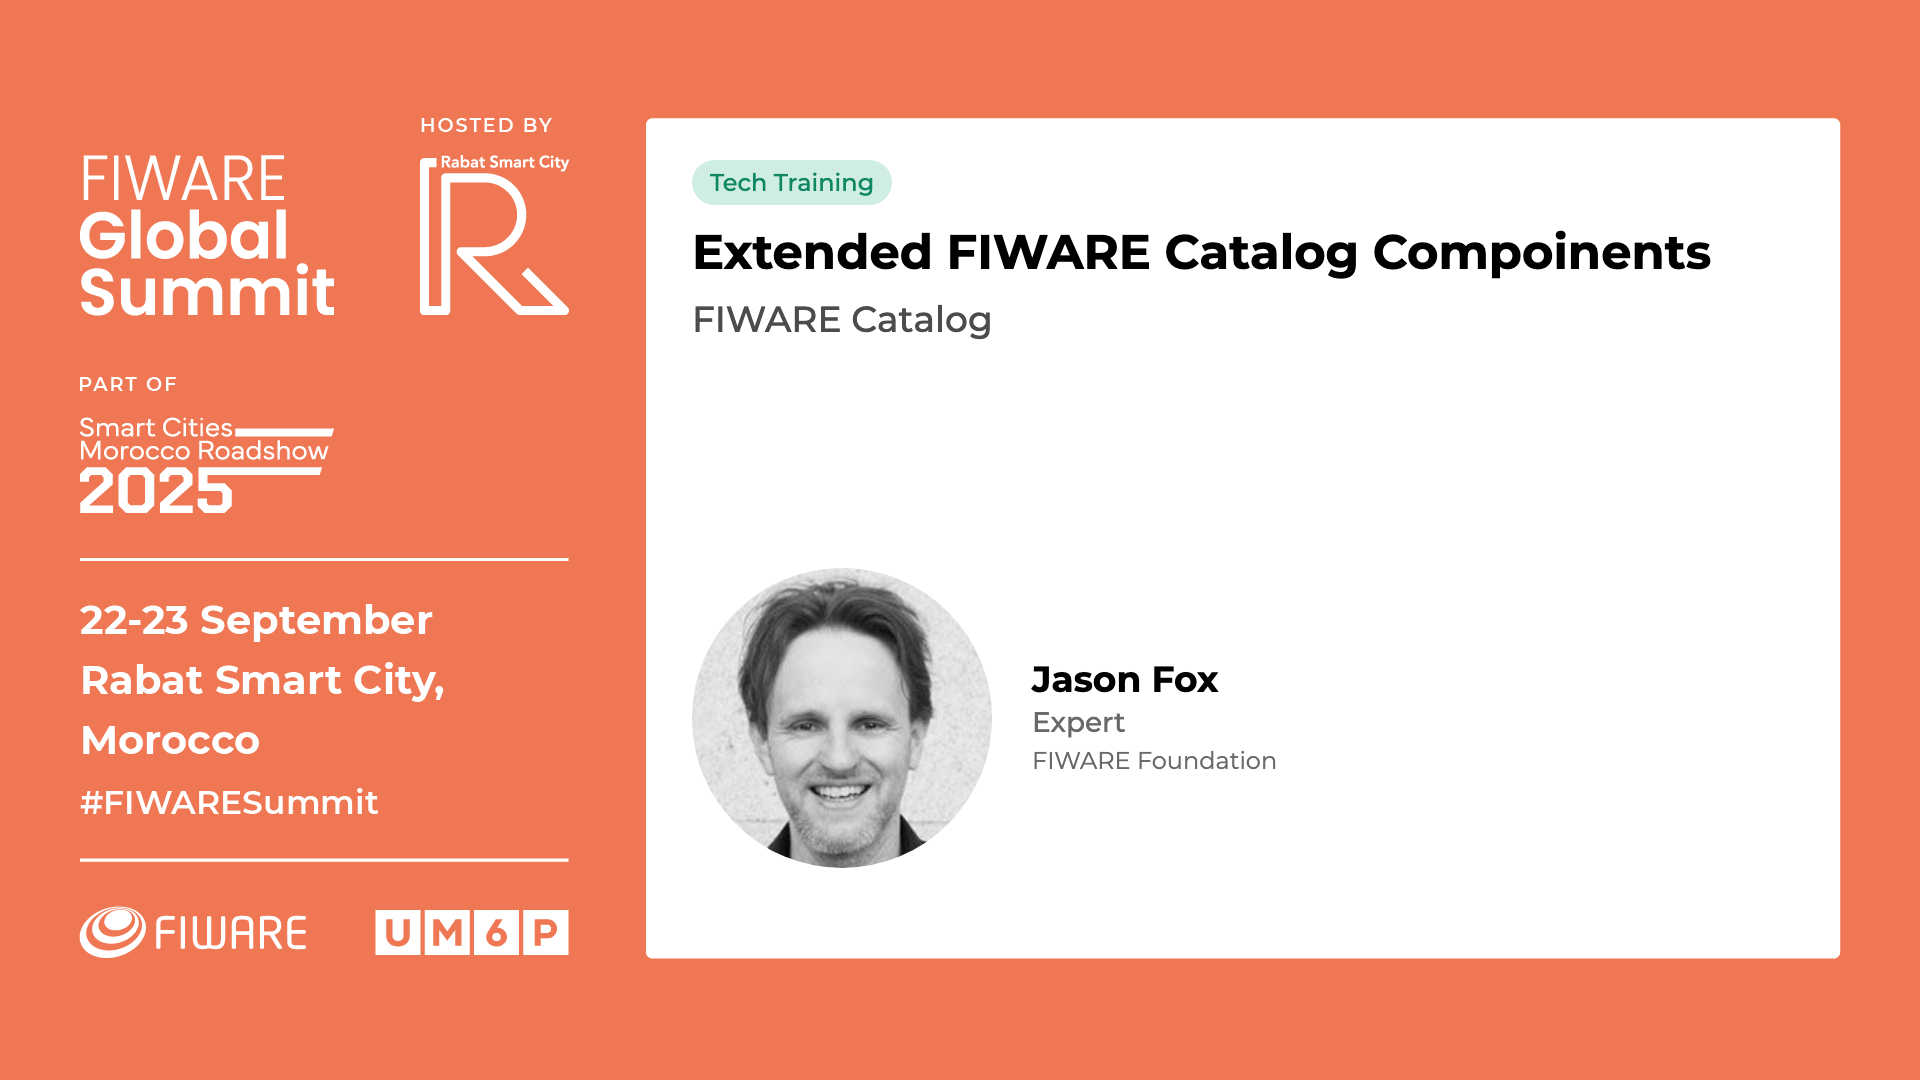 FIWARE
Global
Summit
HOSTED BY
Rabat Smart City
R
PART OF
Smart Cities
Morocco Roadshow
2025
22-23 September
Rabat Smart City,
Morocco
#FIWARESummit
FIWARE
UM6P
Tech Training
Extended FIWARE Catalog Compoinents
FIWARE Catalog
Jason Fox
Expert
FIWARE Foundation